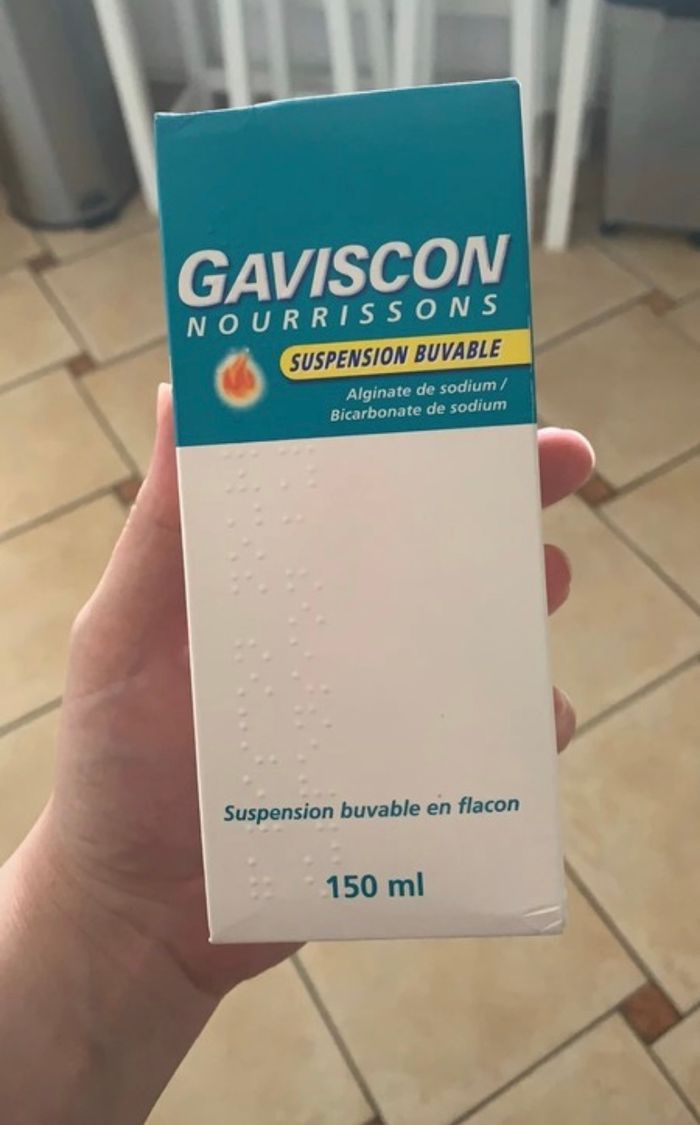 GAVISCON
NOURRISSONS
SUSPENSION BUVABLE
Alginate de sodium /
Bicarbonate de sodium
Suspension buvable en flacon
150 ml